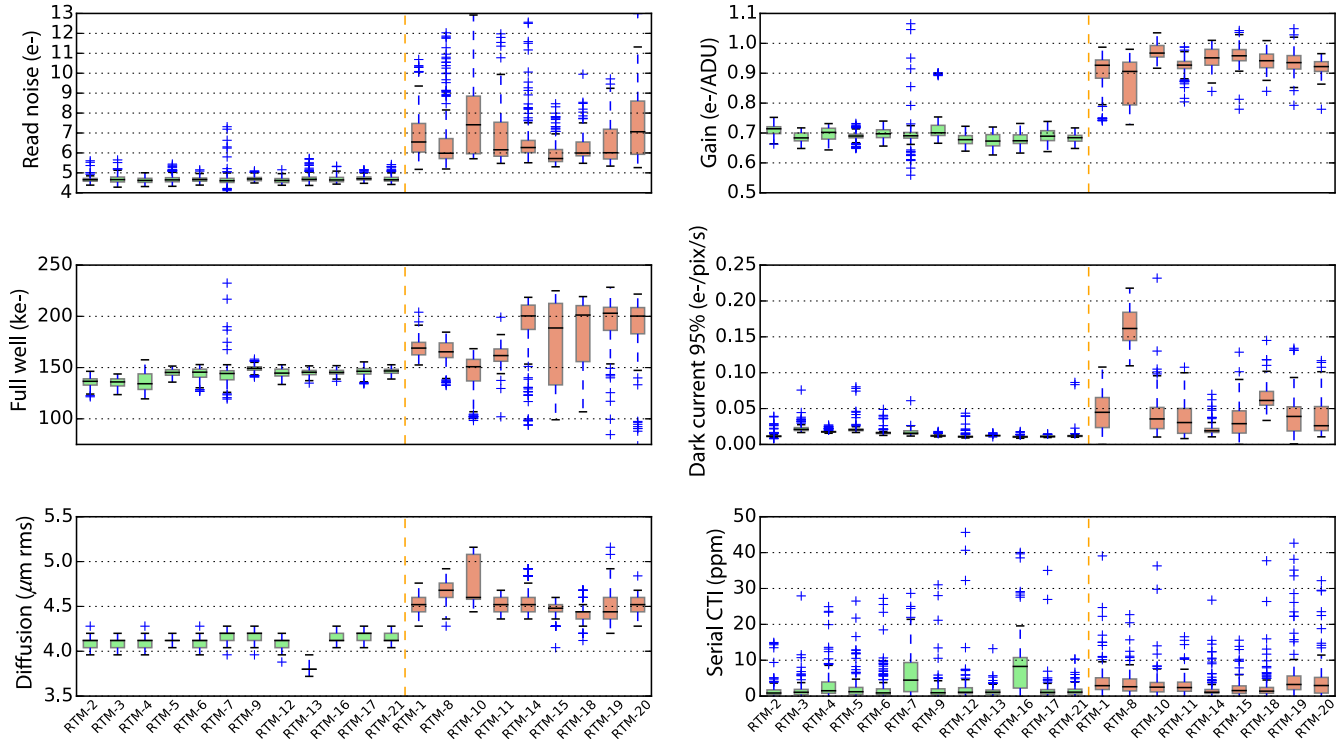 Read noise (e-)
13
12
11
10
9
8
7
6
5
4
Gain (e-/ADU)
1.1
1.0
0.9
0.8
0.7
0.6
0.5
Full well (ke-)
250
200
150
100
Dark current 95% (e-/pix/s)
0.25
0.20
0.15
0.10
0.05
0.00
Diffusion (μm rms)
5.5
5.0
4.5
4.0
3.5
Serial CTI (ppm)
50
40
30
20
10
0
RTM-2
RTM-3
RTM-4
RTM-5
RTM-6
RTM-7
RTM-9
RTM-12
RTM-13
RTM-16
RTM-17
RTM-21
RTM-1
RTM-8
RTM-10
RTM-11
RTM-14
RTM-15
RTM-18
RTM-19
RTM-20
RTM-2
RTM-3
RTM-4
RTM-5
RTM-6
RTM-7
RTM-9
RTM-12
RTM-13
RTM-16
RTM-17
RTM-21
RTM-1
RTM-8
RTM-10
RTM-11
RTM-14
RTM-15
RTM-18
RTM-19
RTM-20